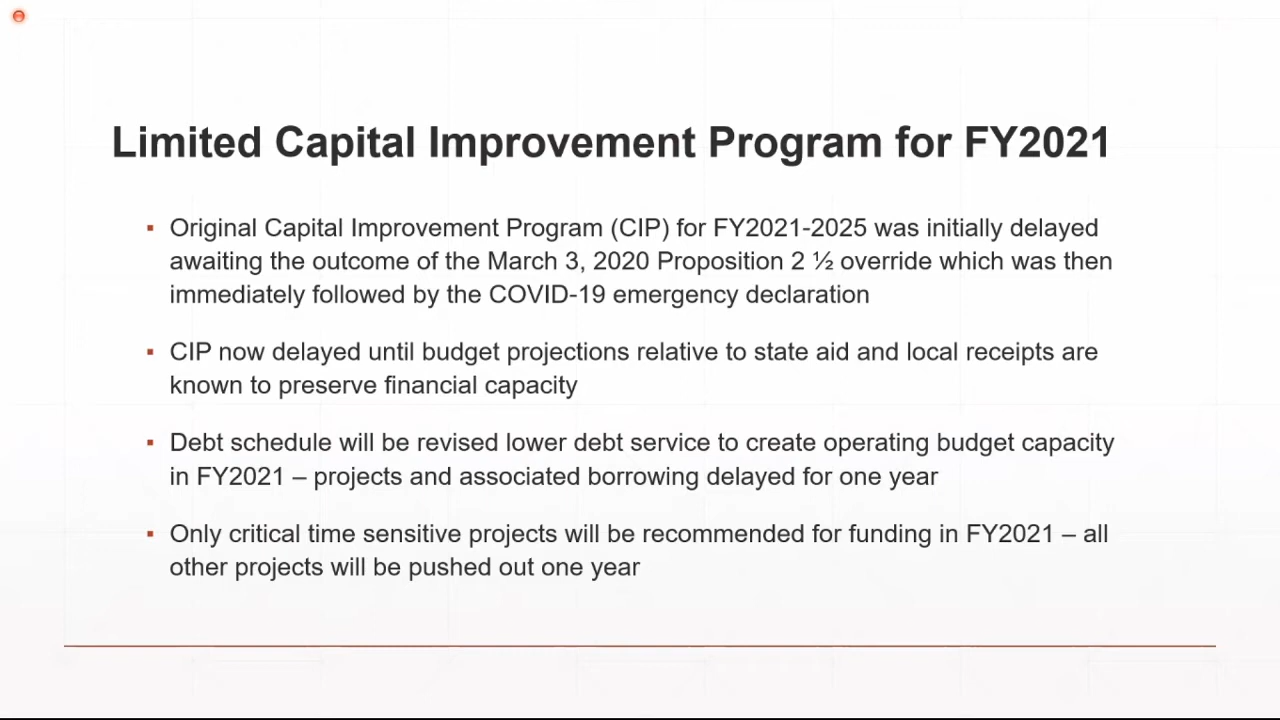 Limited Capital Improvement Program for FY2021
▪ Original Capital Improvement Program (CIP) for FY2021-2025 was initially delayed
awaiting the outcome of the March 3, 2020 Proposition 2 ½ override which was then
immediately followed by the COVID-19 emergency declaration
▪ CIP now delayed until budget projections relative to state aid and local receipts are
known to preserve financial capacity
▪ Debt schedule will be revised lower debt service to create operating budget capacity
in FY2021 – projects and associated borrowing delayed for one year
▪ Only critical time sensitive projects will be recommended for funding in FY2021 – all
other projects will be pushed out one year